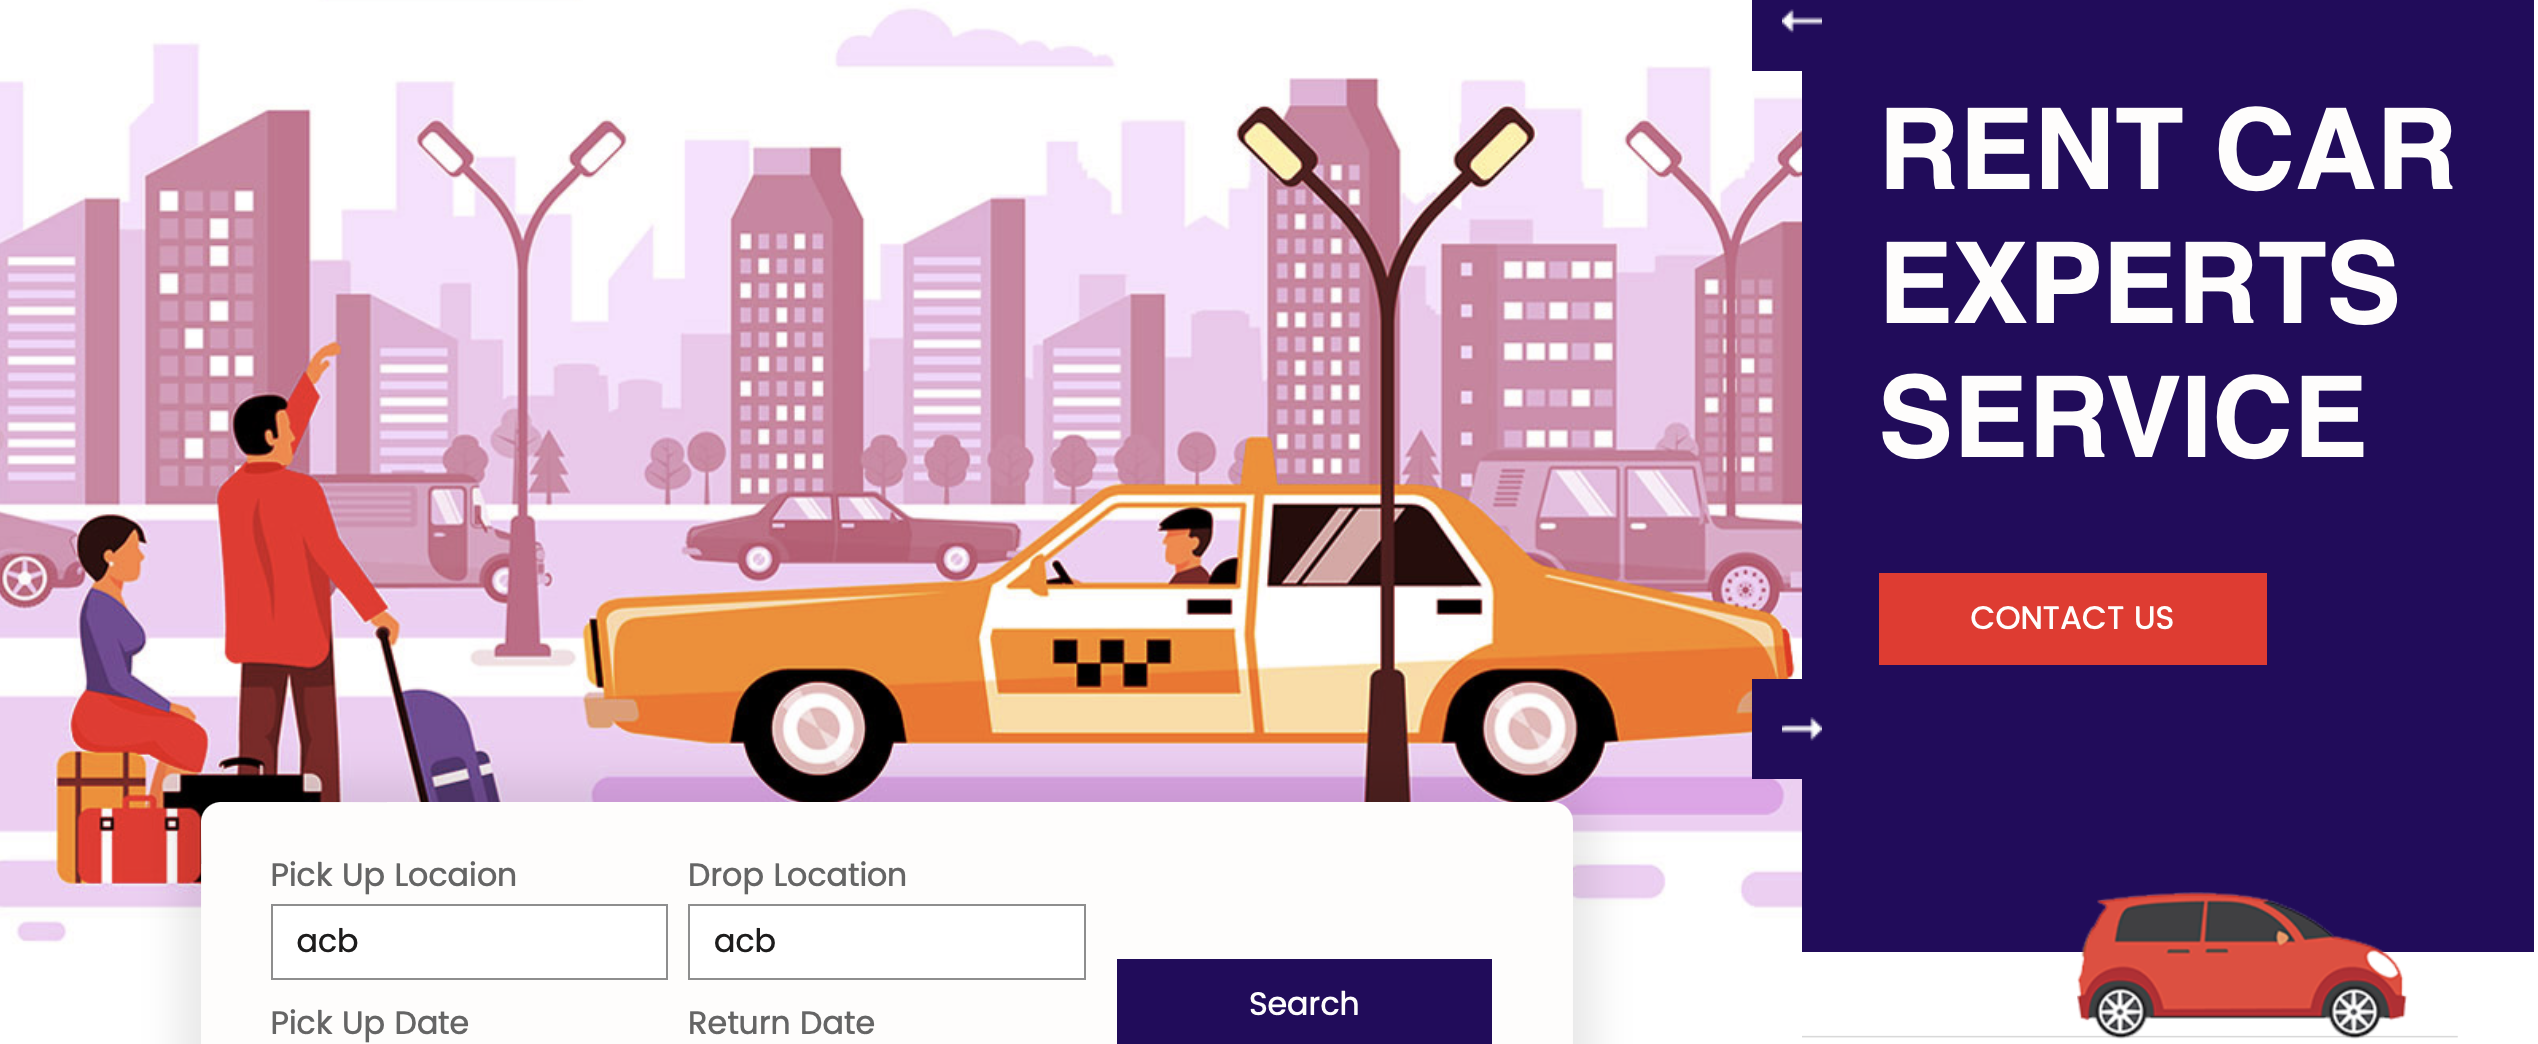 RENT CAR
EXPERTS
SERVICE
CONTACT US
Pick Up Locaion
Drop Location
acb
acb
Pick Up Date
Return Date
Search